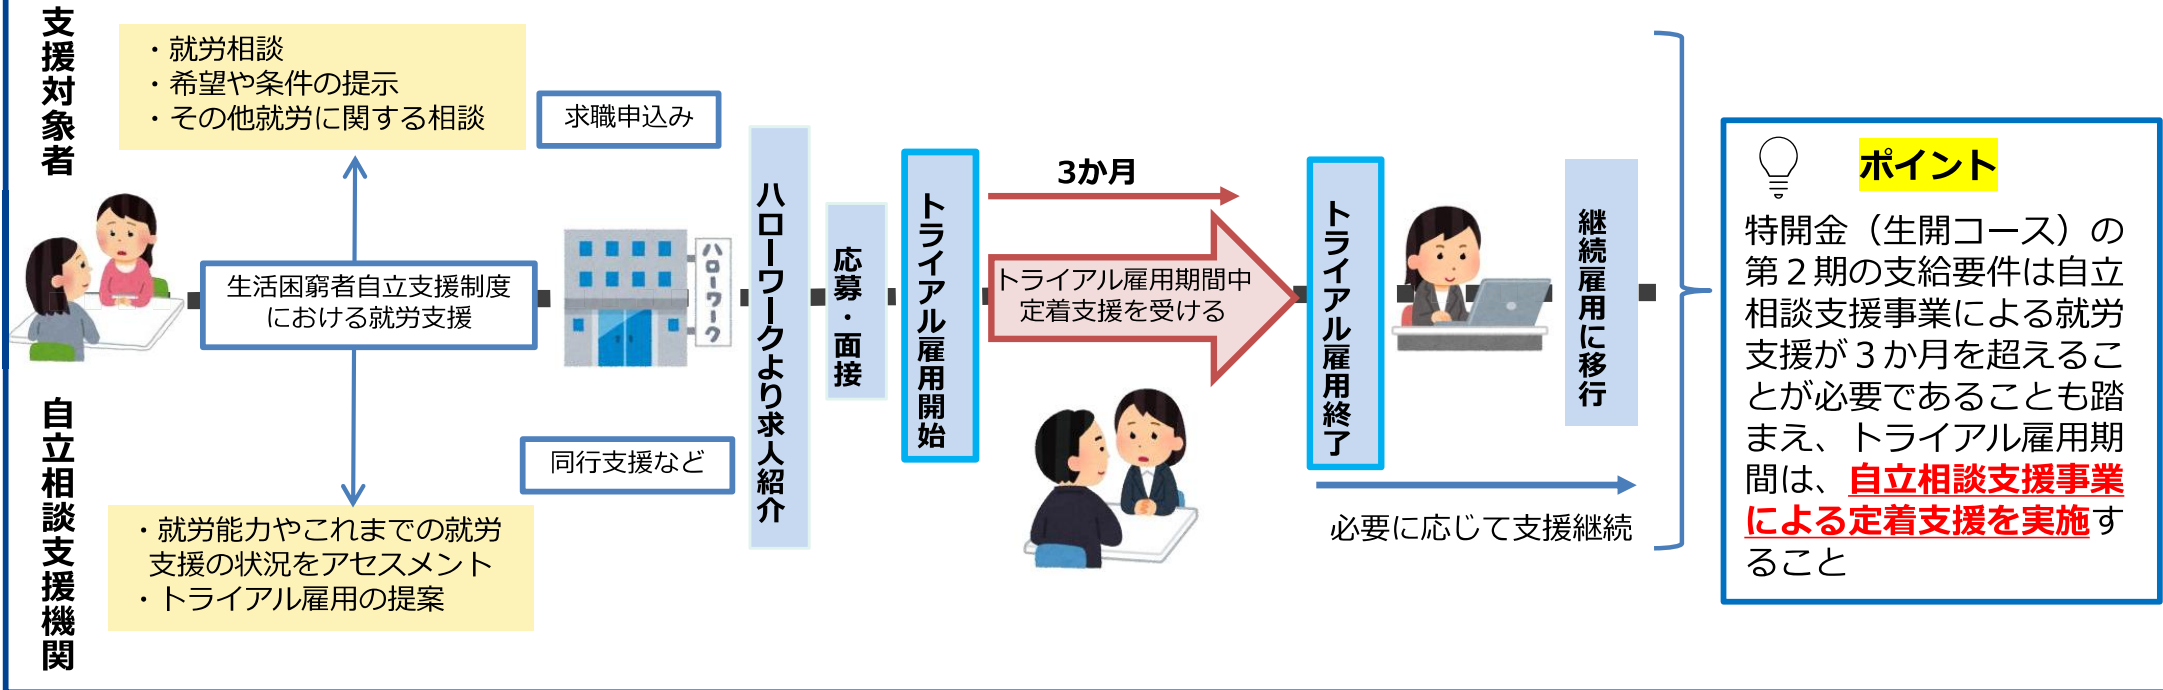 支援対象者
・就労相談
・希望や条件の提示
・その他就労に関する相談
求職申込み
生活困窮者自立支援制度
における就労支援
自立相談支援機関
・就労能力やこれまでの就労
支援の状況をアセスメント
・トライアル雇用の提案
同行支援など
ハローワーク
ハローワークより求人紹介
応募・面接
トライアル雇用開始
3か月
トライアル雇用期間中
定着支援を受ける
トライアル雇用終了
継続雇用に移行
必要に応じて支援継続
ポイント
特開金（生開コース）の
第２期の支給要件は自立
相談支援事業による就労
支援が３か月を超えるこ
とが必要であることも踏
まえ、トライアル雇用期
間は、自立相談支援事業
による定着支援を実施す
ること